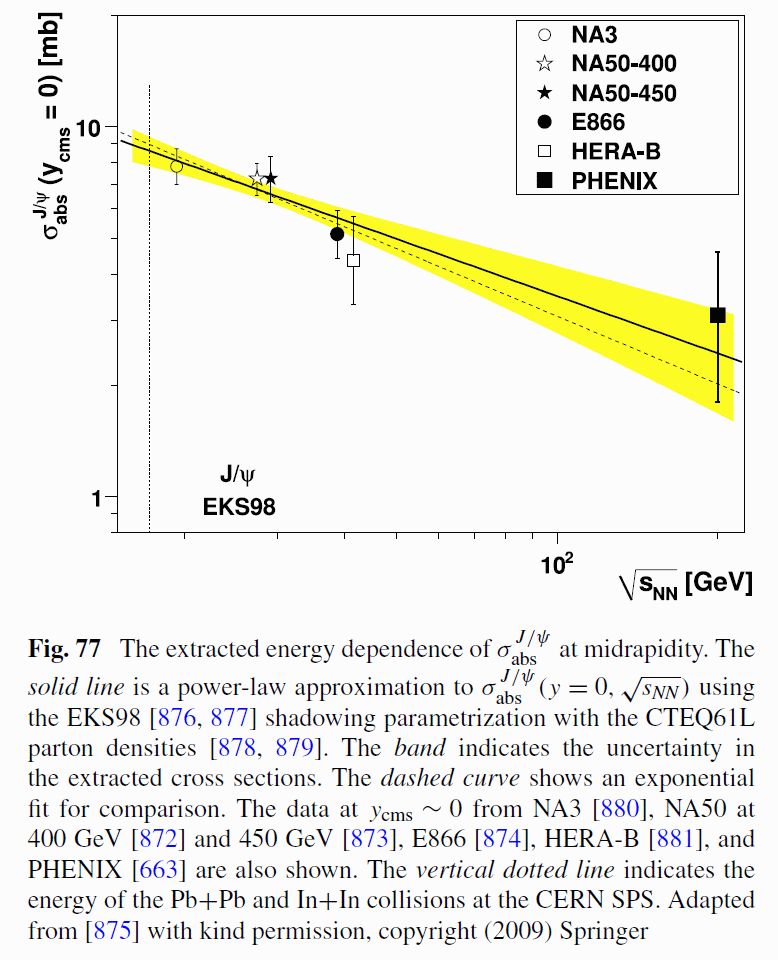 σ_abs^J/ψ (y_cms = 0) [mb]
10
1
NA3
NA50-400
NA50-450
E866
HERA-B
PHENIX
J/ψ
EKS98
10²
√s_NN [GeV]
Fig. 77 The extracted energy dependence of σ_abs^J/ψ at midrapidity. The
solid line is a power-law approximation to σ_abs^J/ψ(y = 0, √s_NN) using
the EKS98 [876, 877] shadowing parametrization with the CTEQ61L
parton densities [878, 879]. The band indicates the uncertainty in
the extracted cross sections. The dashed curve shows an exponential
fit for comparison. The data at y_cms ∼ 0 from NA3 [880], NA50 at
400 GeV [872] and 450 GeV [873], E866 [874], HERA-B [881], and
PHENIX [663] are also shown. The vertical dotted line indicates the
energy of the Pb+Pb and In+In collisions at the CERN SPS. Adapted
from [875] with kind permission, copyright (2009) Springer